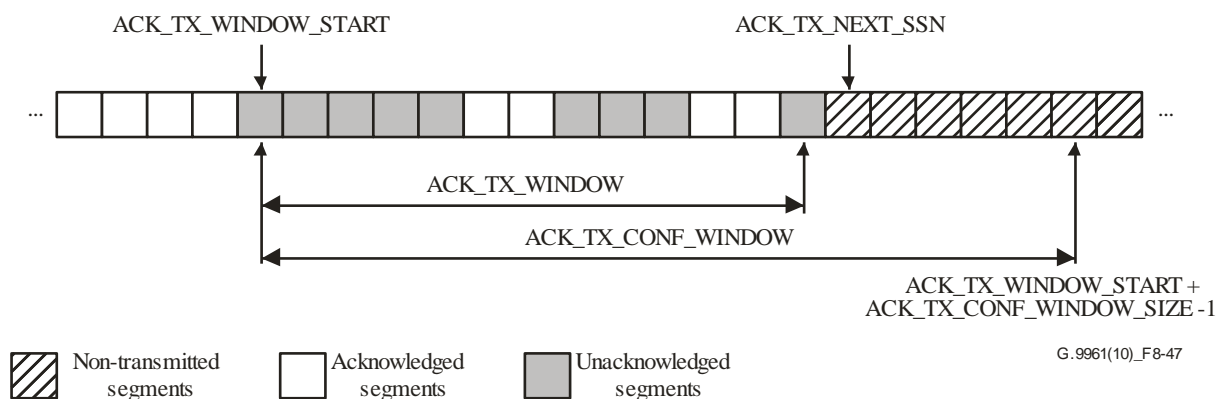 ACK_TX_WINDOW_START
ACK_TX_NEXT_SSN
...
...
ACK_TX_WINDOW
ACK_TX_CONF_WINDOW
ACK_TX_WINDOW_START +
ACK_TX_CONF_WINDOW_SIZE -1
Non-transmitted
segments
Acknowledged
segments
Unacknowledged
segments
G.9961(10)_F8-47